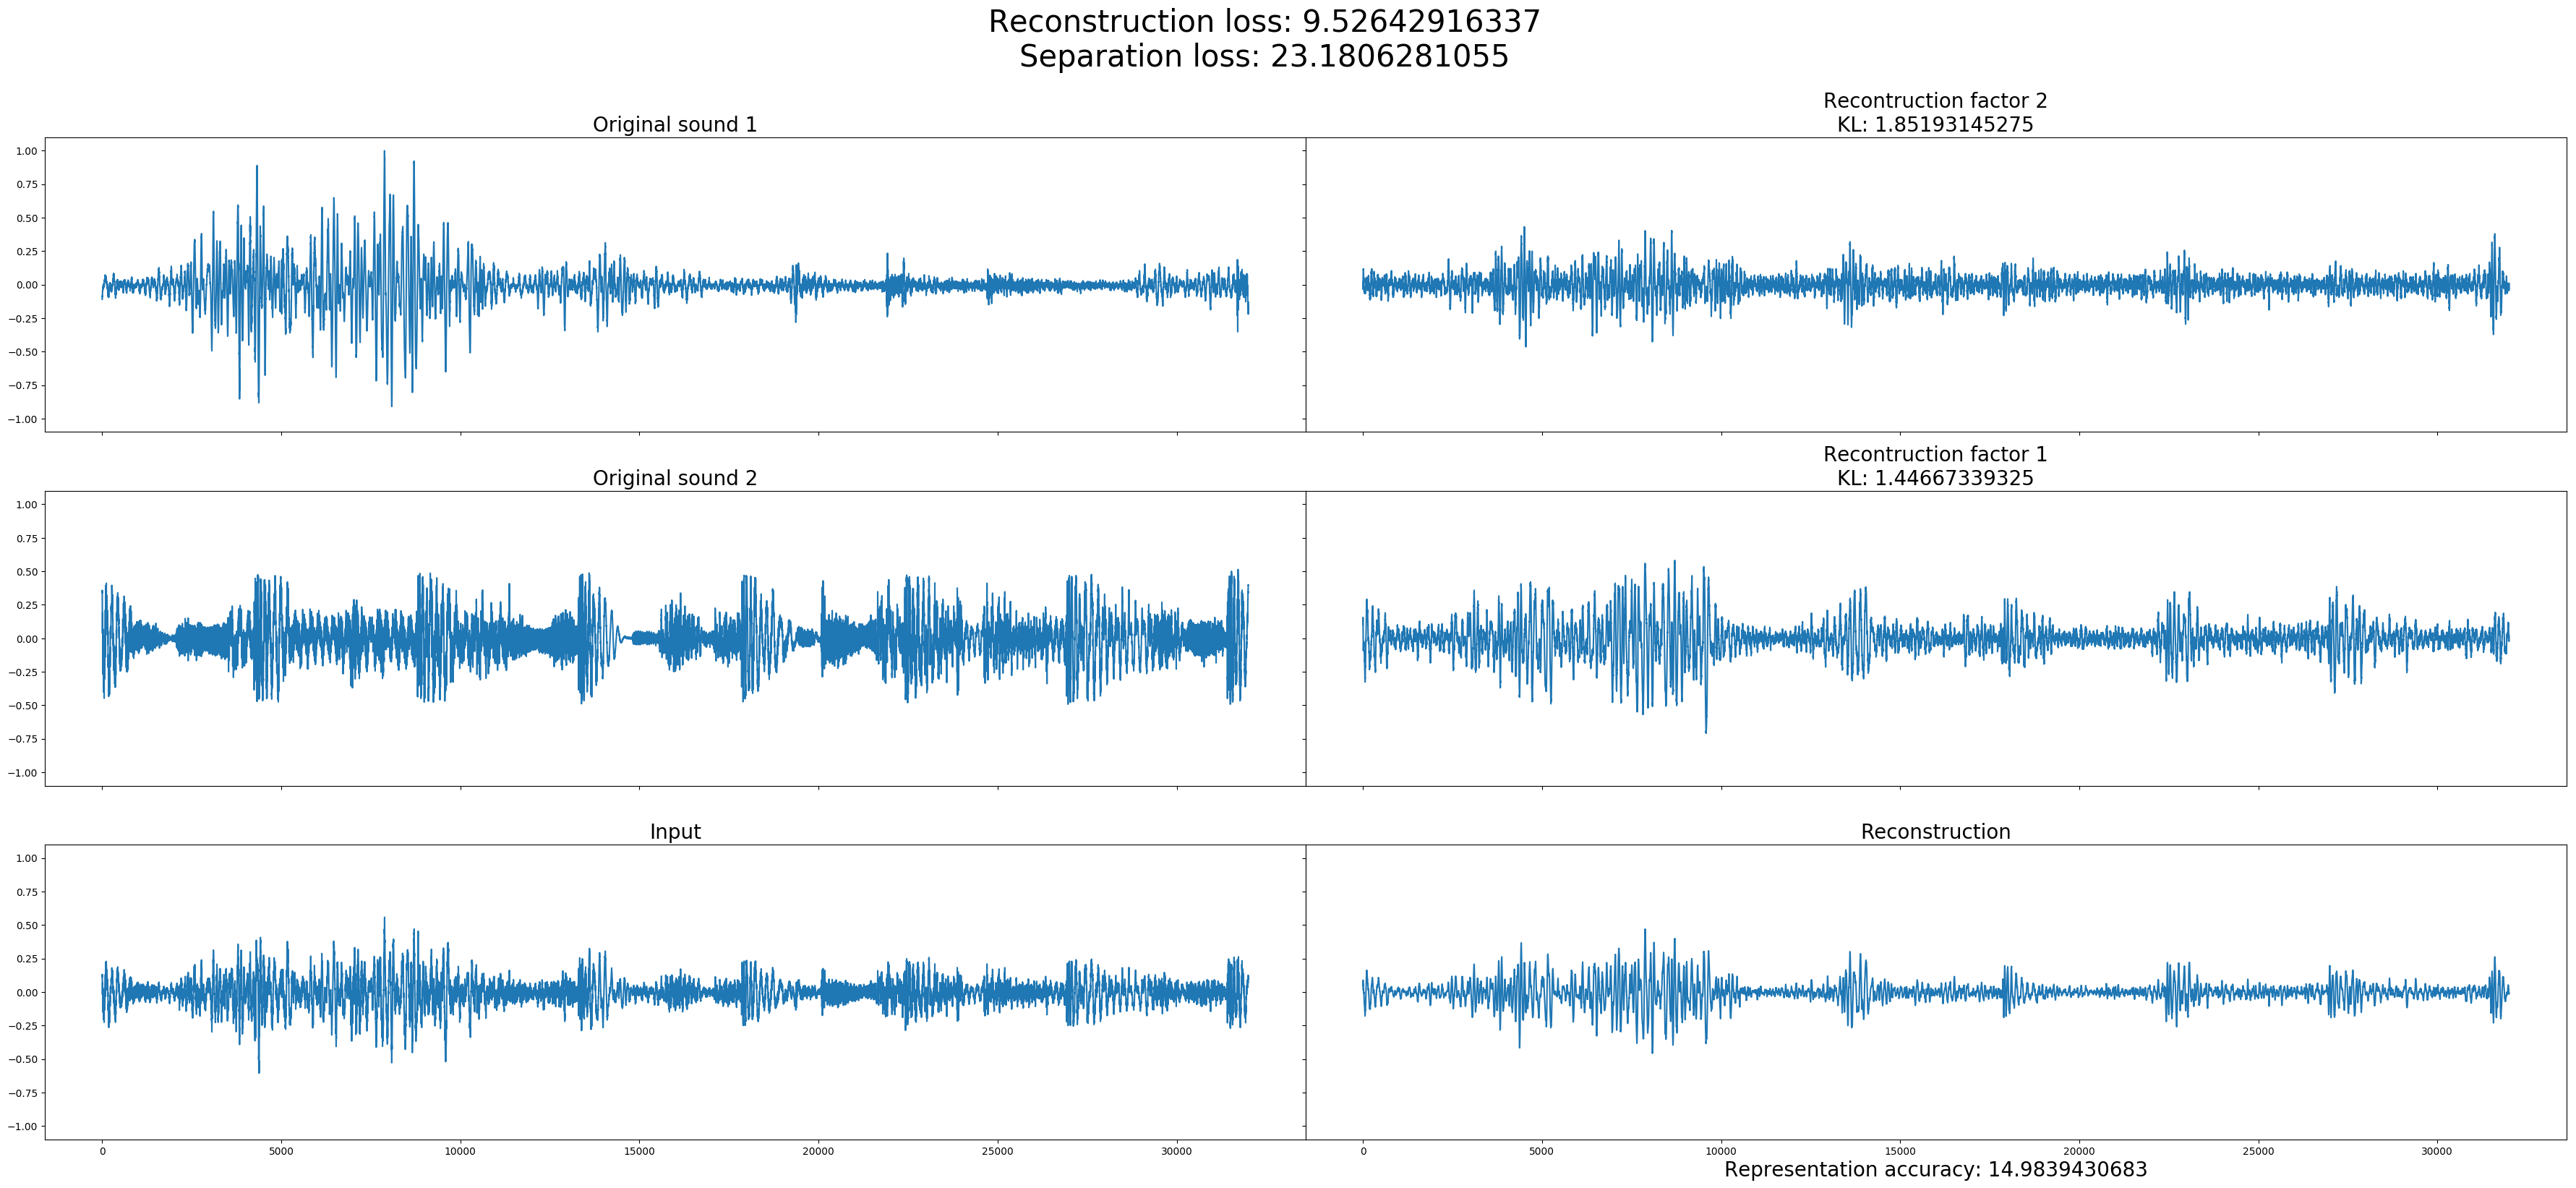 Reconstruction loss: 9.52642916337
Separation loss: 23.1806281055
Original sound 1
Recontruction factor 2
KL: 1.85193145275
1.00
0.75
0.50
0.25
0.00
−0.25
−0.50
−0.75
−1.00
Original sound 2
Recontruction factor 1
KL: 1.44667339325
1.00
0.75
0.50
0.25
0.00
−0.25
−0.50
−0.75
−1.00
Input
Reconstruction
1.00
0.75
0.50
0.25
0.00
−0.25
−0.50
−0.75
−1.00
0 5000 10000 15000 20000 25000 30000
0 5000 10000 15000 20000 25000 30000
Representation accuracy: 14.9839430683